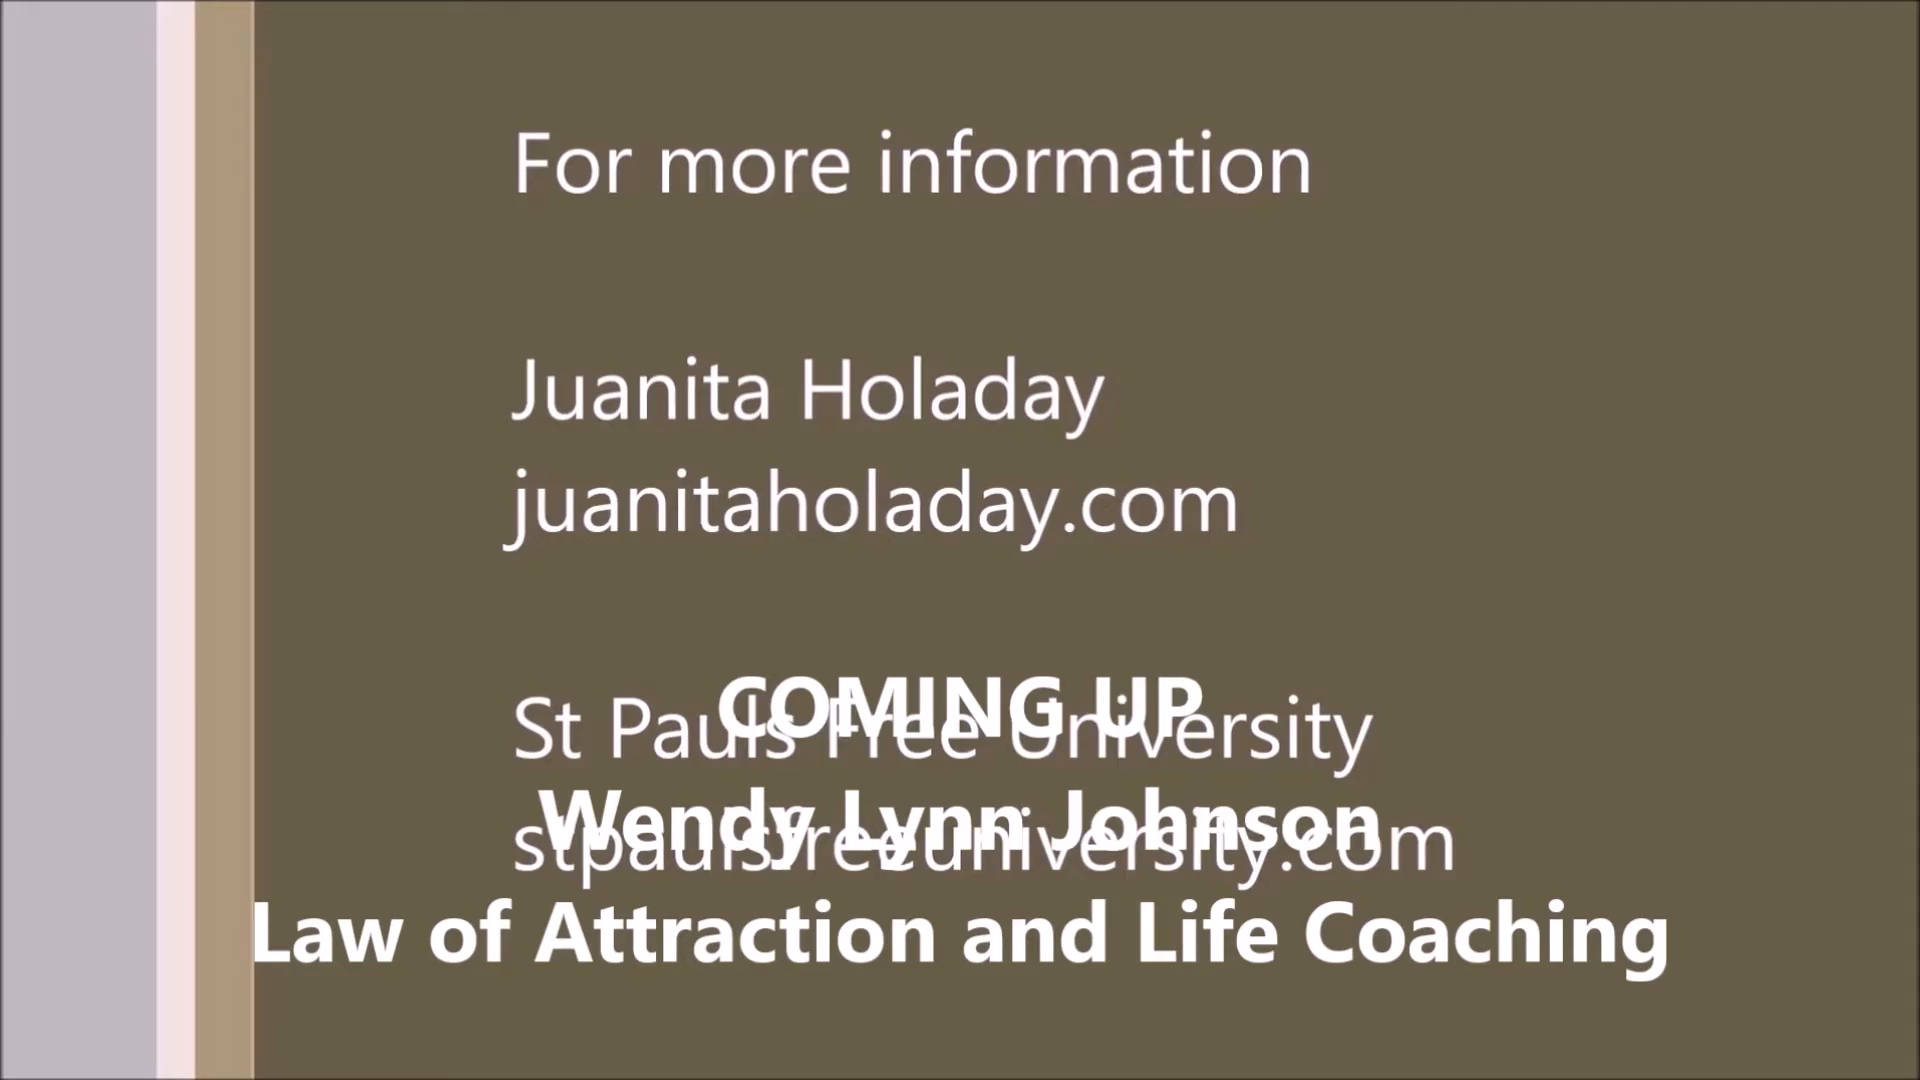 For more information
Juanita Holaday
juanitaholaday.com
St Pauls Free University
COMING UP
stpaulsfreeuniversity.com
Wendy Lynn Johnson
Law of Attraction and Life Coaching